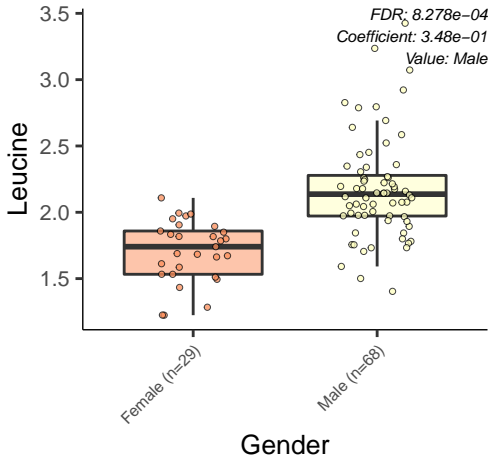 FDR: 8.278e−04
Coefficient: 3.48e−01
Value: Male
3.5
3.0
2.5
2.0
1.5
Leucine
Female (n=29)
Male (n=68)
Gender